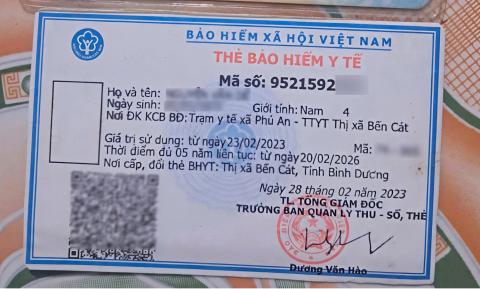 BẢO HIỂM XÃ HỘI VIỆT NAM
THẺ BẢO HIỂM Y TẾ
Mã số: 9521592
Họ và tên:
Ngày sinh: Giới tính: Nam 4
Nơi ĐK KCB BĐ: Trạm y tế xã Phú An - TTYT Thị xã Bến Cát
Giá trị sử dụng: từ ngày 23/02/2023 Mã:
Thời điểm đủ 05 năm liên tục: từ ngày 20/02/2026
Nơi cấp, đổi thẻ BHYT: Thị xã Bến Cát, Tỉnh Bình Dương
Ngày 28 tháng 02 năm 2023
TL. TỔNG GIÁM ĐỐC
TRƯỞNG BAN QUẢN LÝ THU - SỔ, THẺ
Dương Văn Hào